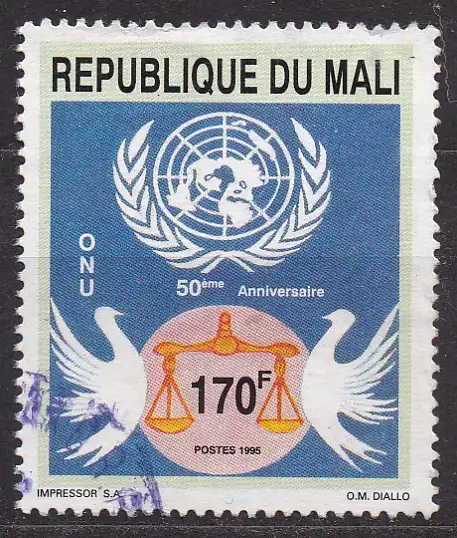 REPUBLIQUE DU MALI
ONU
50ème Anniversaire
170F
POSTES 1995
IMPRESSOR S.A.
O.M. DIALLO